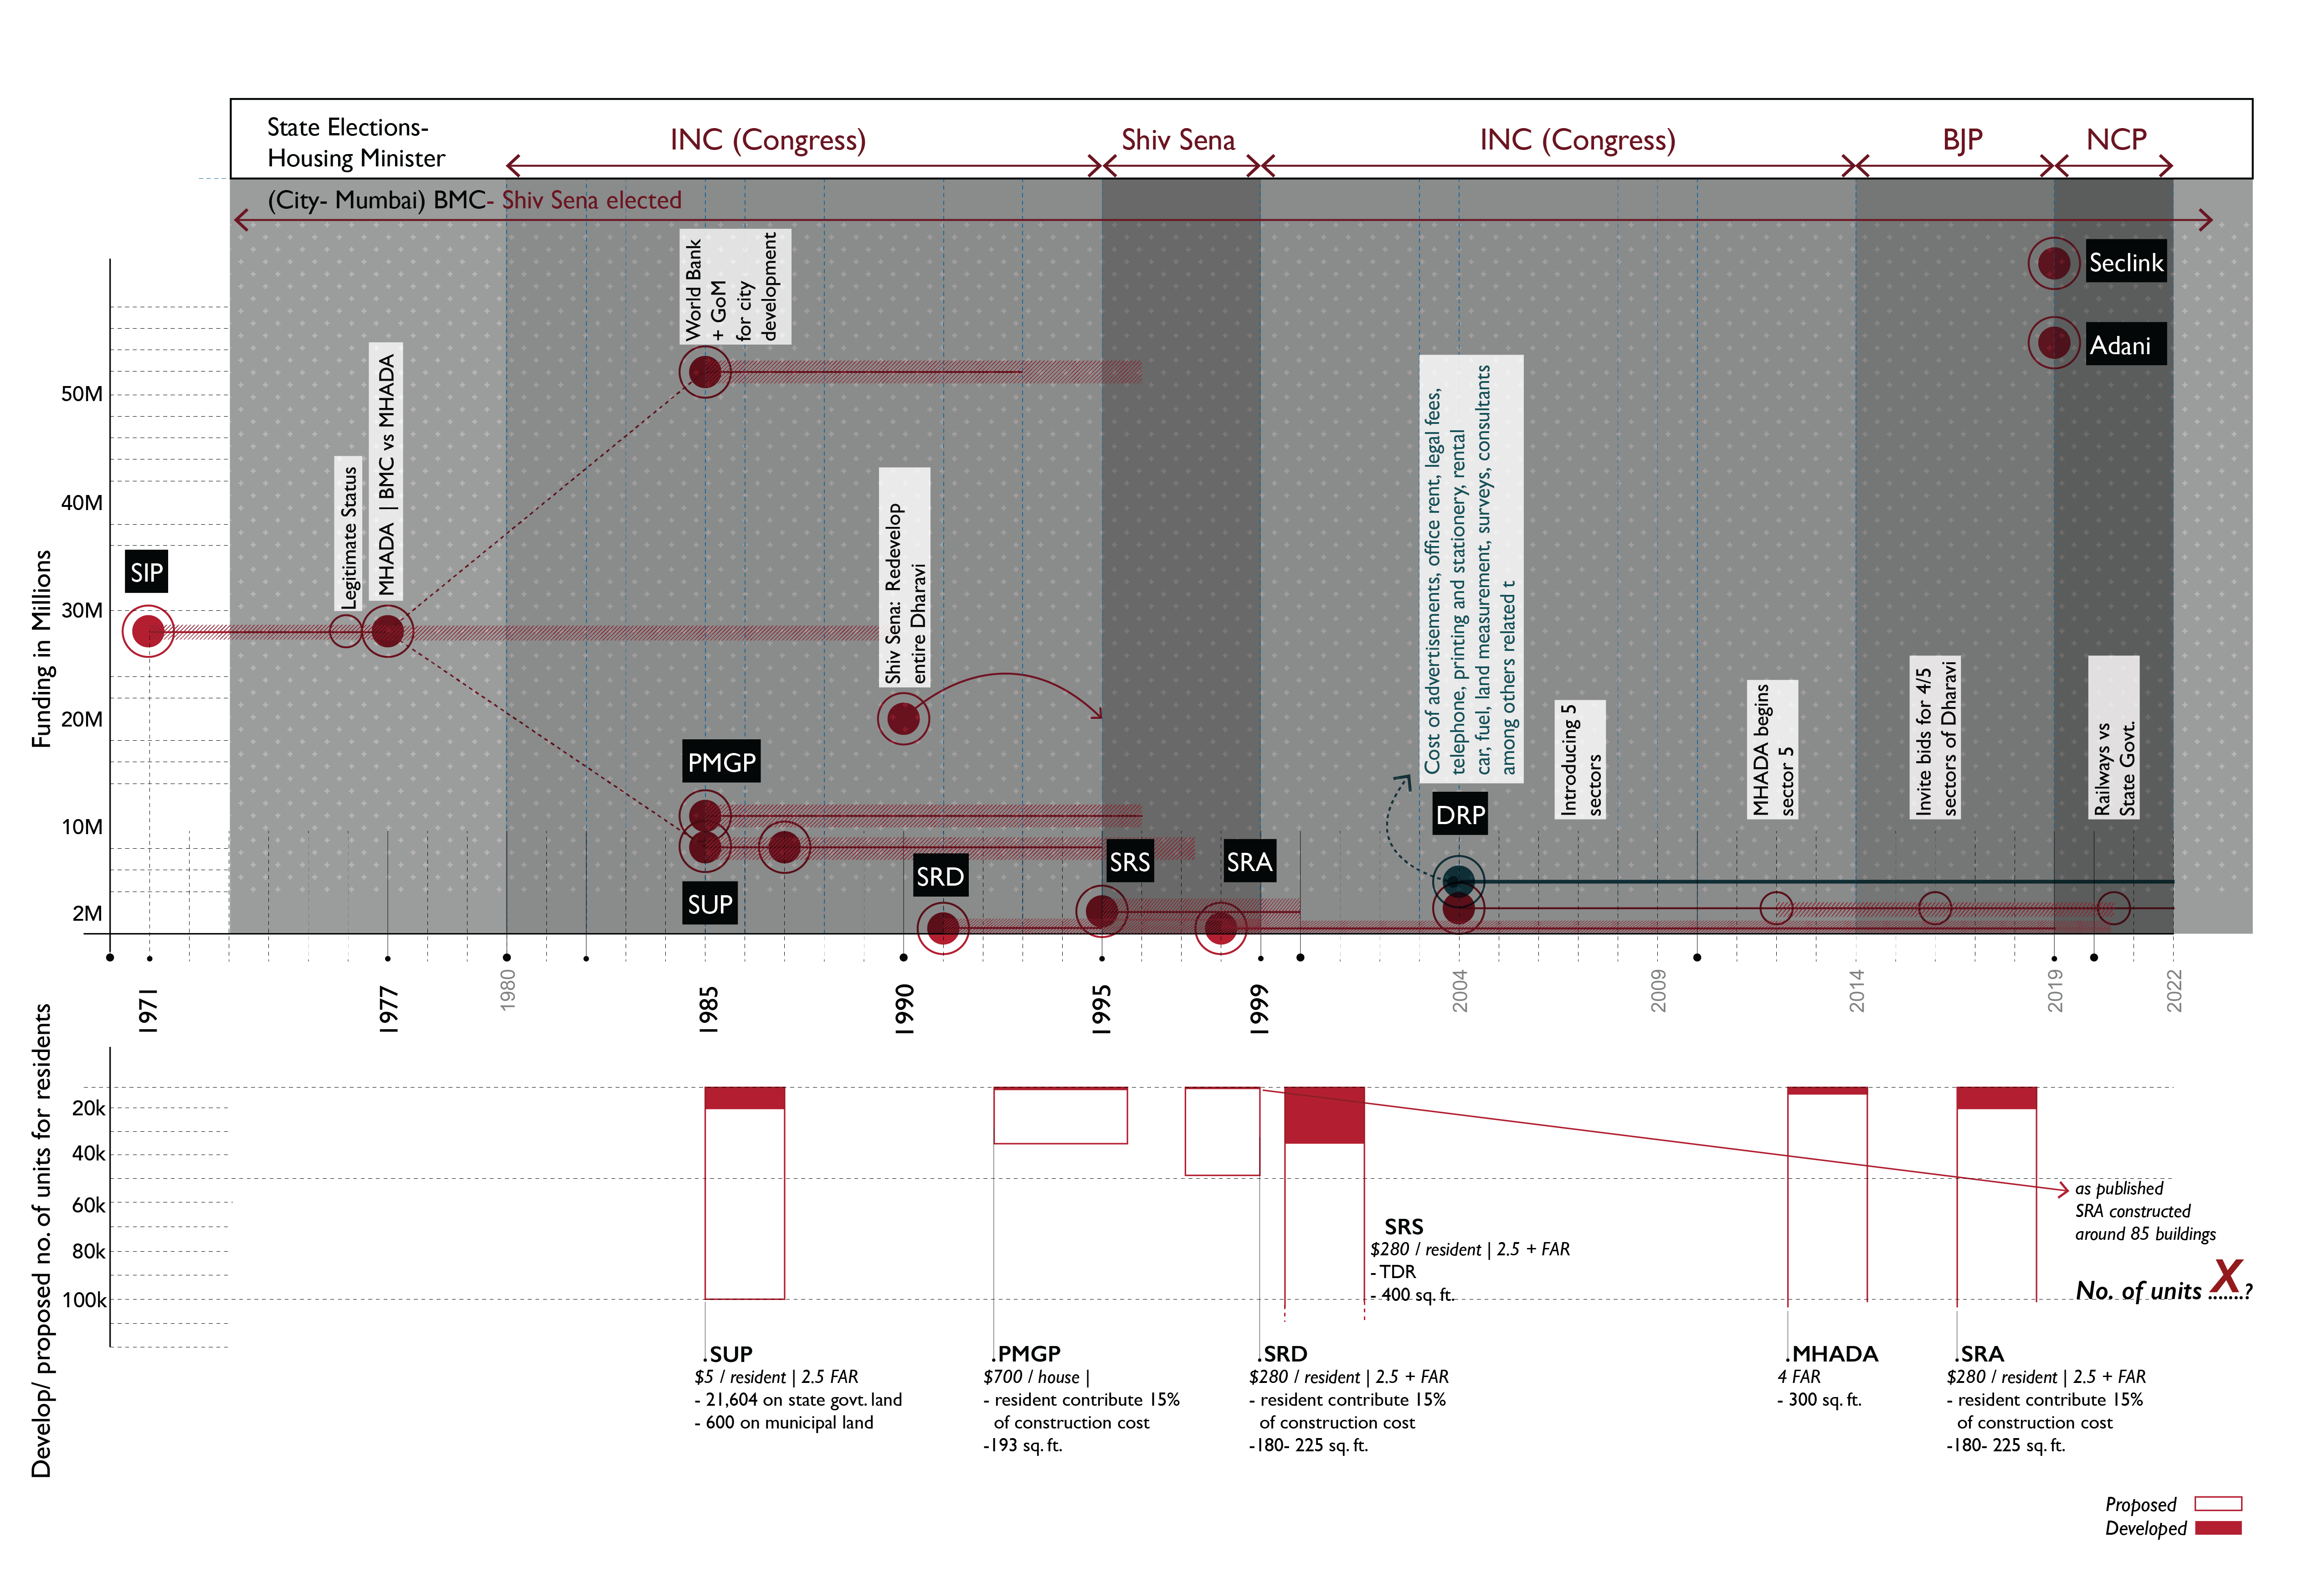 State Elections-
Housing Minister
INC (Congress)
Shiv Sena
INC (Congress)
BJP
NCP
(City- Mumbai) BMC- Shiv Sena elected
Funding in Millions
50M
40M
30M
20M
10M
2M
SIP
Legitimate Status
MHADA | BMC vs MHADA
World Bank
+ GoM
for city
development
Shiv Sena: Redevelop
entire Dharavi
PMGP
SUP
SRD
SRS
SRA
Cost of advertisements, office rent, legal fees,
telephone, printing and stationery, rental
car, fuel, land measurement, surveys, consultants
among others related t
DRP
Introducing 5
sectors
MHADA begins
sector 5
Invite bids for 4/5
sectors of Dharavi
Railways vs
State Govt.
Seclink
Adani
1971
1977
1980
1985
1990
1995
1999
2004
2009
2014
2019
2022
Develop/ proposed no. of units for residents
20k
40k
60k
80k
100k
SRS
$280 / resident | 2.5 + FAR
- TDR
- 400 sq. ft.
as published
SRA constructed
around 85 buildings
No. of units X.......?
.SUP
$5 / resident | 2.5 FAR
- 21,604 on state govt. land
- 600 on municipal land
.PMGP
$700 / house |
- resident contribute 15%
of construction cost
-193 sq. ft.
.SRD
$280 / resident | 2.5 + FAR
- resident contribute 15%
of construction cost
-180- 225 sq. ft.
.MHADA
4 FAR
- 300 sq. ft.
.SRA
$280 / resident | 2.5 + FAR
- resident contribute 15%
of construction cost
-180- 225 sq. ft.
Proposed
Developed